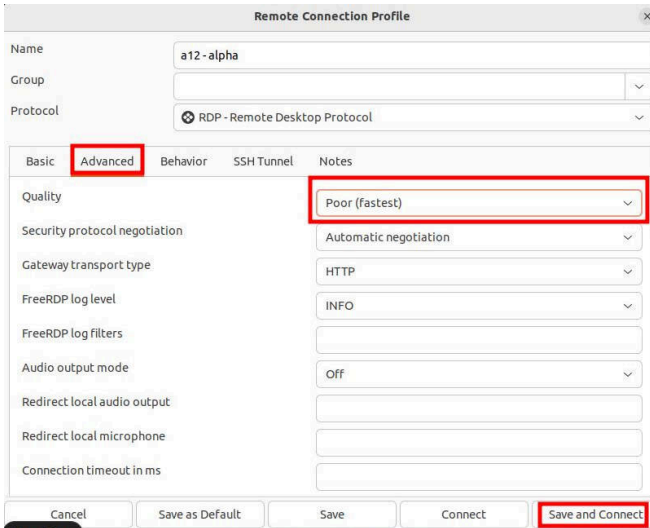 Remote Connection Profile
Name a12-alpha
Group
Protocol RDP - Remote Desktop Protocol
Basic Advanced Behavior SSH Tunnel Notes
Quality Poor (fastest)
Security protocol negotiation Automatic negotiation
Gateway transport type HTTP
FreeRDP log level INFO
FreeRDP log filters
Audio output mode Off
Redirect local audio output
Redirect local microphone
Connection timeout in ms
Cancel Save as Default Save Connect Save and Connect